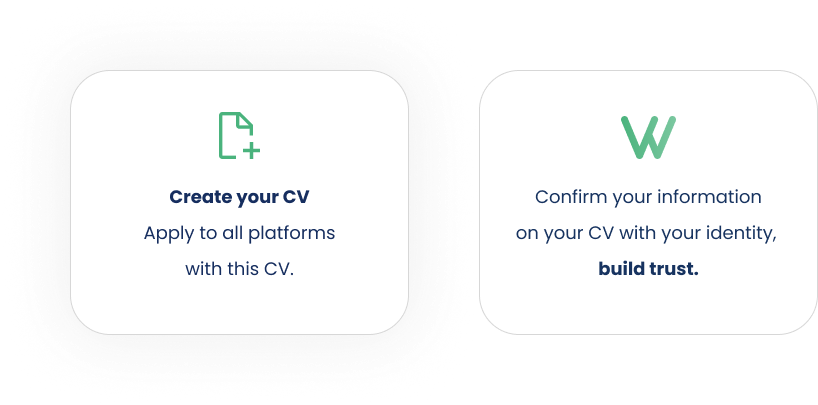 Create your CV
Apply to all platforms
with this CV.
Confirm your information
on your CV with your identity,
build trust.